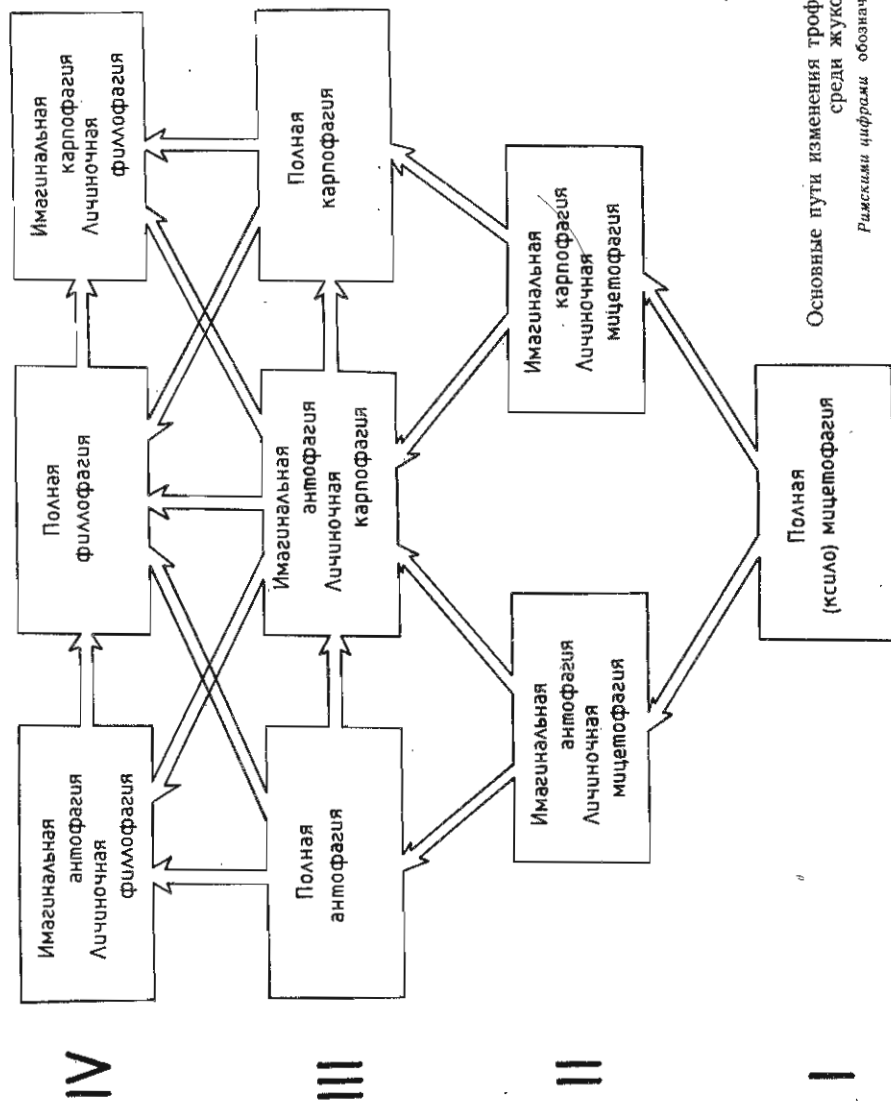 IV
Имагинальная
антофагия
Личиночная
филлофагия
Полная
филлофагия
Имагинальная
карпофагия
Личиночная
филлофагия
III
Полная
антофагия
Имагинальная
антофагия
Личиночная
карпофагия
Полная
карпофагия
II
Имагинальная
антофагия
Личиночная
мицетофагия
Имагинальная
карпофагия
Личиночная
мицетофагия
I
Полная
(ксило) мицетофагия
Основные пути изменения троф
среди жуко
Римскими цифрами обознач